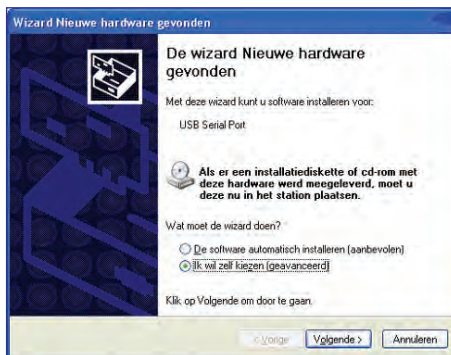 Wizard Nieuwe hardware gevonden
De wizard Nieuwe hardware
gevonden
Met deze wizard kunt u software installeren voor:
USB Serial Port
Als er een installatiediskette of cd-rom met
deze hardware werd meegeleverd, moet u
deze nu in het station plaatsen.
Wat moet de wizard doen?
De software automatisch installeren (aanbevolen)
Ik wil zelf kiezen (geavanceerd)
Klik op Volgende om door te gaan.
< Vorige Volgende > Annuleren